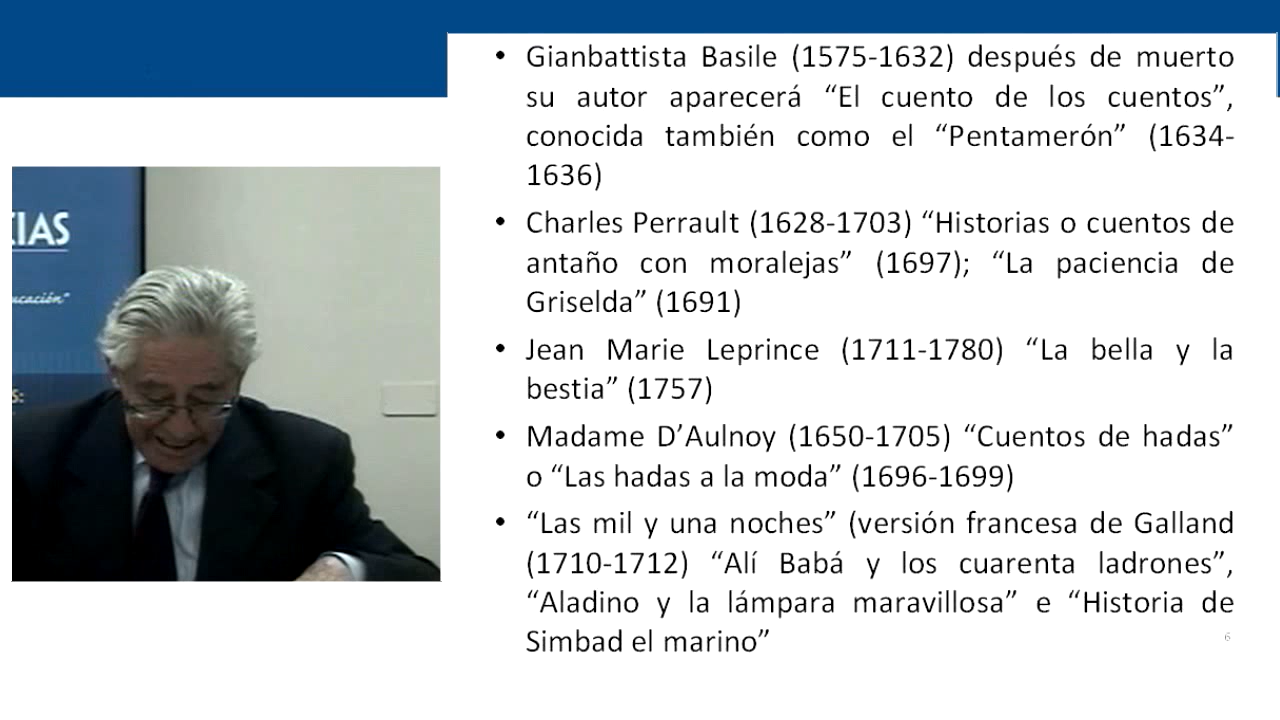 CIAS
ucación”
S:
• Gianbattista Basile (1575-1632) después de muerto
su autor aparecerá “El cuento de los cuentos”,
conocida también como el “Pentamerón” (1634-
1636)
• Charles Perrault (1628-1703) “Historias o cuentos de
antaño con moralejas” (1697); “La paciencia de
Griselda” (1691)
• Jean Marie Leprince (1711-1780) “La bella y la
bestia” (1757)
• Madame D’Aulnoy (1650-1705) “Cuentos de hadas”
o “Las hadas a la moda” (1696-1699)
• “Las mil y una noches” (versión francesa de Galland
(1710-1712) “Alí Babá y los cuarenta ladrones”,
“Aladino y la lámpara maravillosa” e “Historia de
Simbad el marino”
6